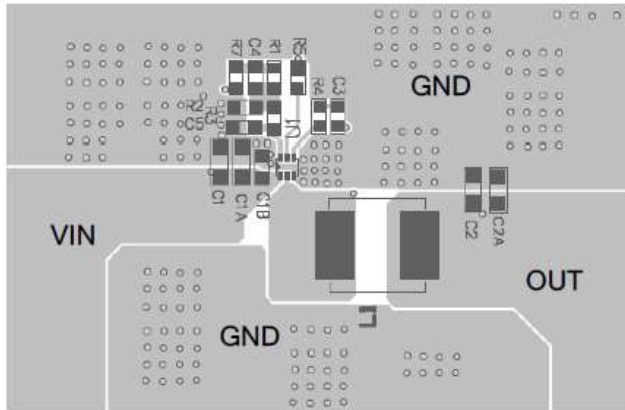 R7 C4 R1 R5
R4 C3
GND
R2
R3
C5
U1
C1 C1A C1B
C2 C2A
VIN
OUT
GND
L1